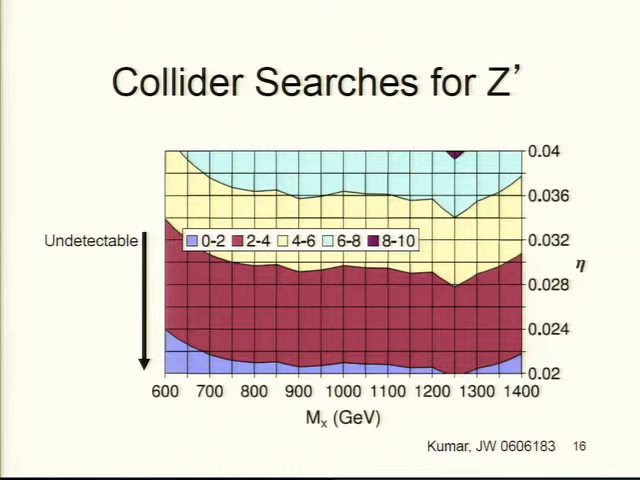 Collider Searches for Z’
0.04
0.036
Undetectable
0-2 2-4 4-6 6-8 8-10
0.032
η
0.028
0.024
0.02
600 700 800 900 1000 1100 1200 1300 1400
Mx (GeV)
Kumar, JW 0606183 16